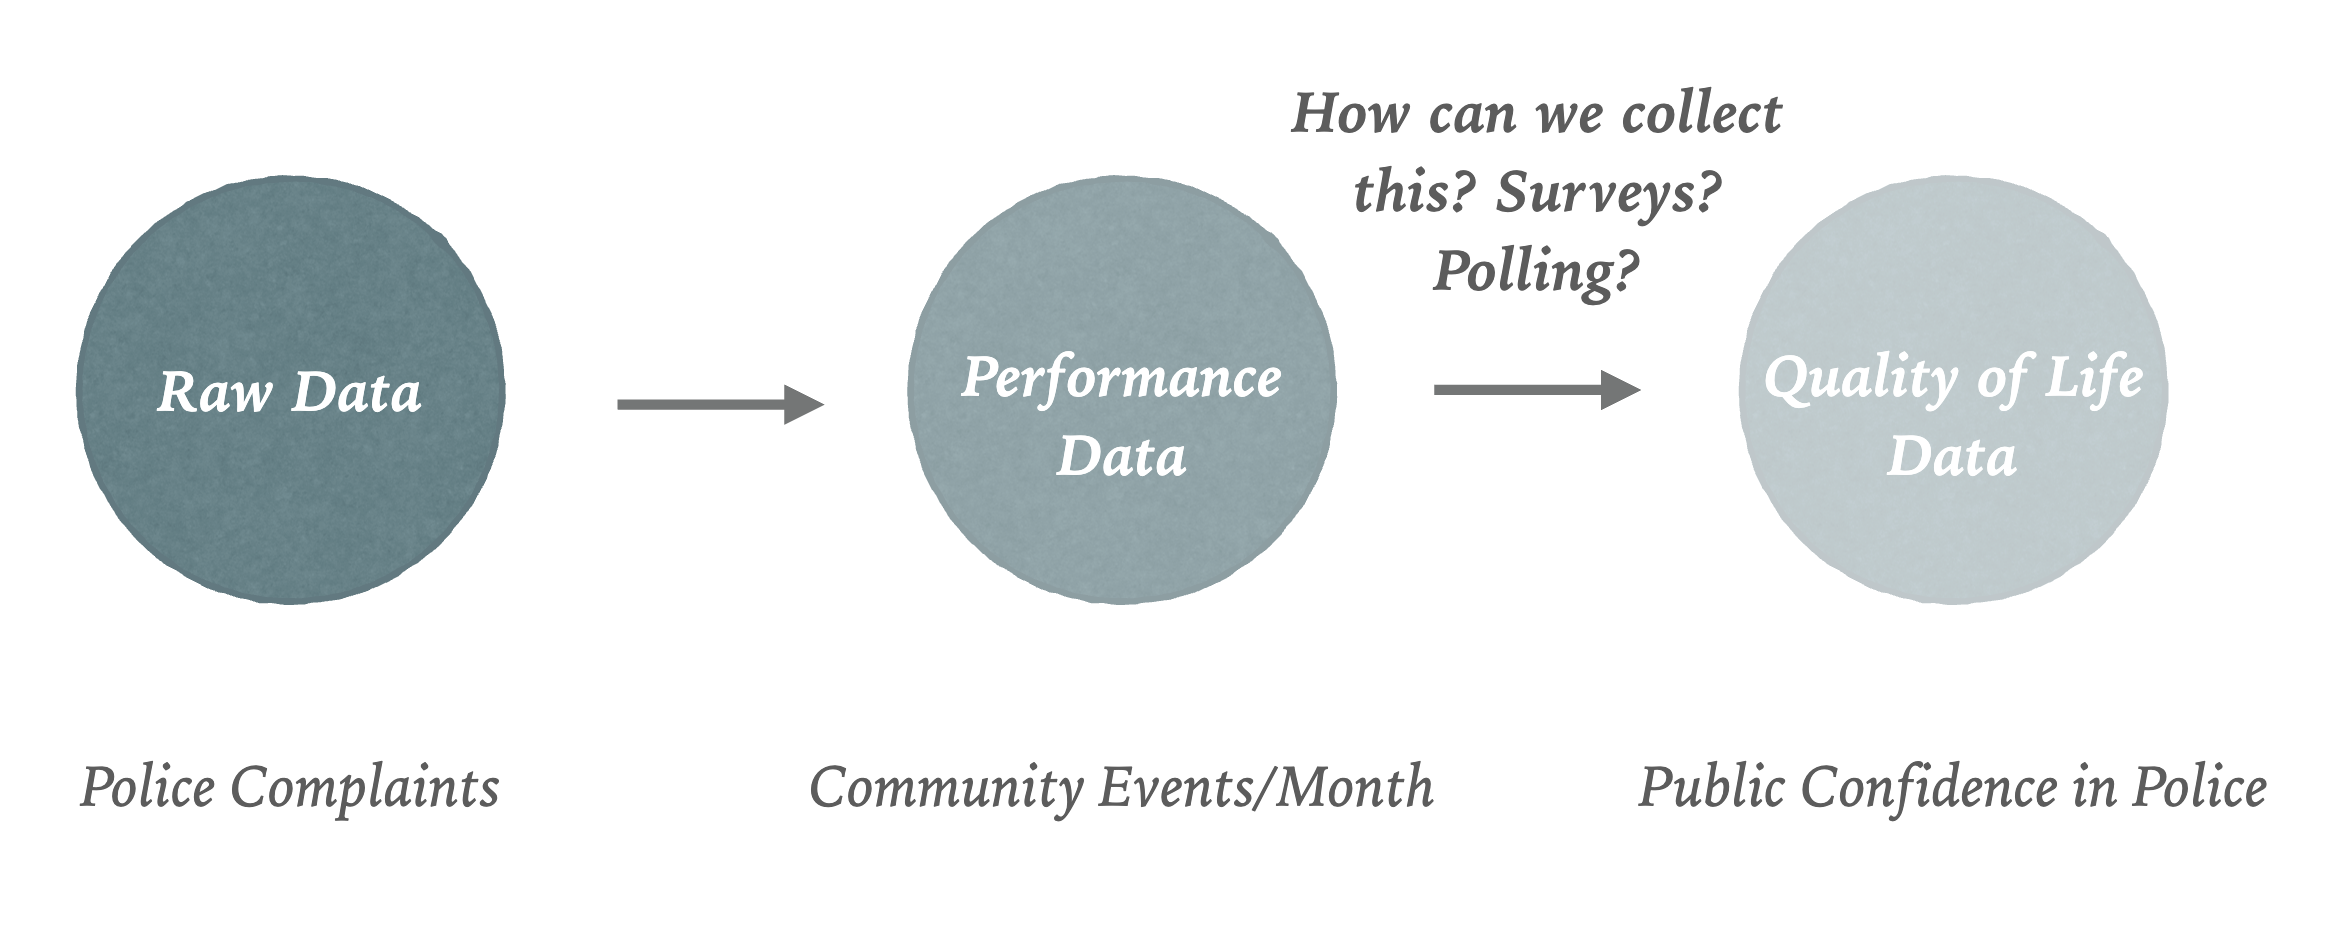 How can we collect
this? Surveys?
Polling?
Raw Data
Performance
Data
Quality of Life
Data
Police Complaints
Community Events/Month
Public Confidence in Police